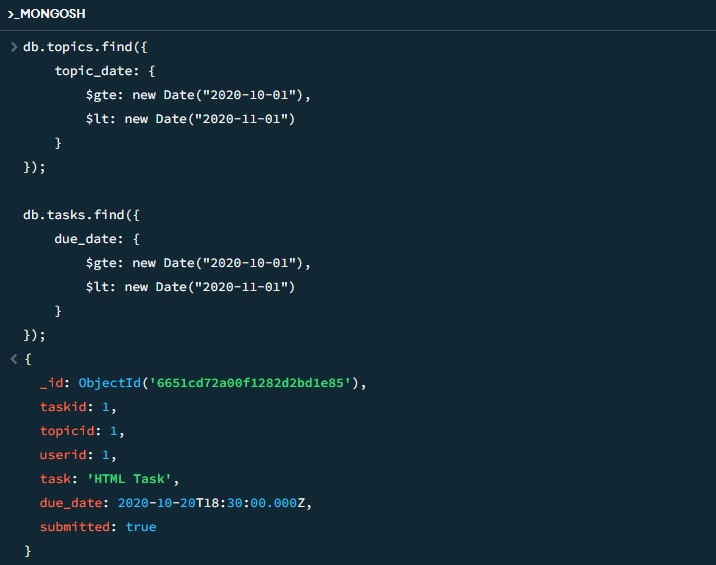 >_MONGOSH
> db.topics.find({
topic_date: {
$gte: new Date("2020-10-01"),
$lt: new Date("2020-11-01")
}
});
db.tasks.find({
due_date: {
$gte: new Date("2020-10-01"),
$lt: new Date("2020-11-01")
}
});
< {
_id: ObjectId('6651cd72a00f1282d2bd1e85'),
taskid: 1,
topicid: 1,
userid: 1,
task: 'HTML Task',
due_date: 2020-10-20T18:30:00.000Z,
submitted: true
}